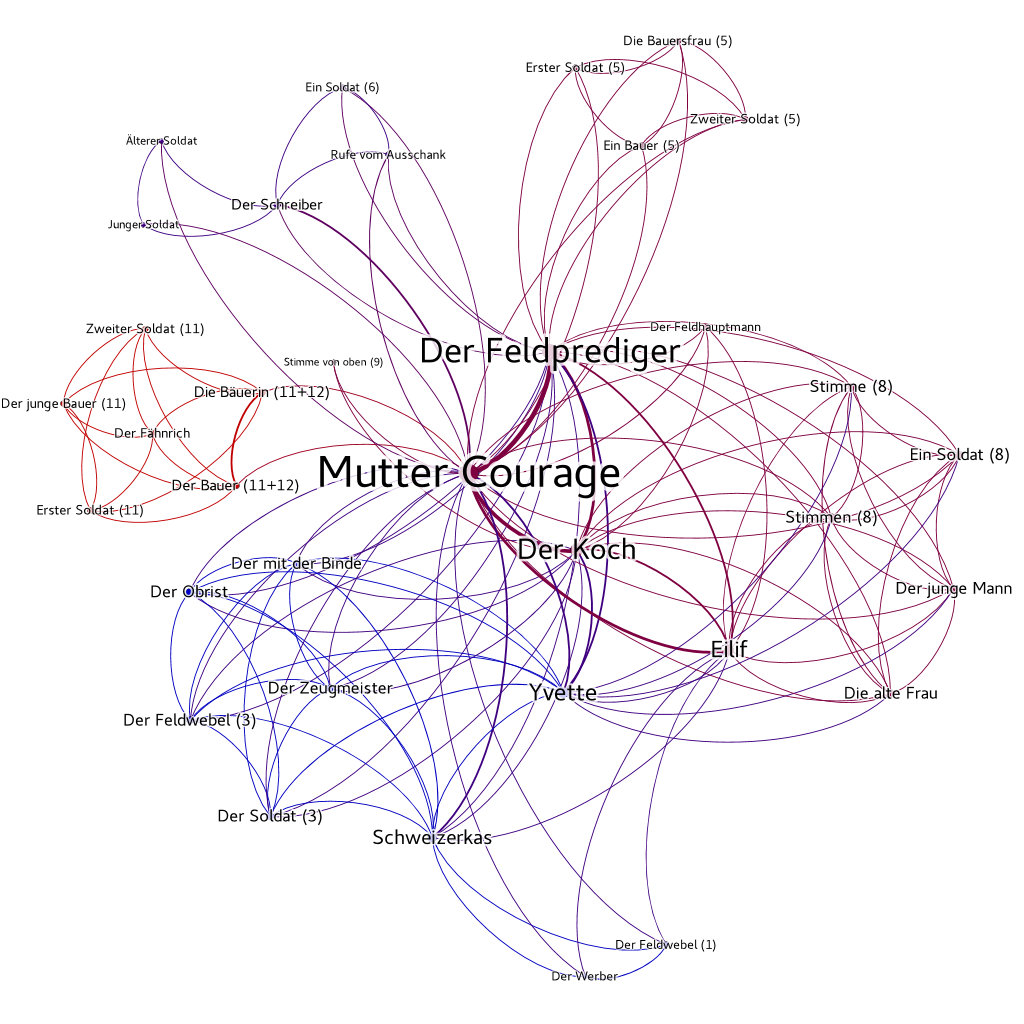 Die Bauersfrau (5)
Erster Soldat (5)
Ein Soldat (6)
Zweiter Soldat (5)
Älterer Soldat
Ein Bauer (5)
Rufe vom Ausschank
Der Schreiber
Junger Soldat
Zweiter Soldat (11)
Der Feldhauptmann
Der Feldprediger
Stimme von oben (9)
Stimme (8)
Die Bäuerin (11+12)
Der junge Bauer (11)
Der Fähnrich
Ein Soldat (8)
Mutter Courage
Der Bauer (11+12)
Erster Soldat (11)
Stimmen (8)
Der Koch
Der mit der Binde
Der Obrist
Der junge Mann
Eilif
Der Zeugmeister
Yvette
Die alte Frau
Der Feldwebel (3)
Der Soldat (3)
Schweizerkas
Der Feldwebel (1)
Der Werber